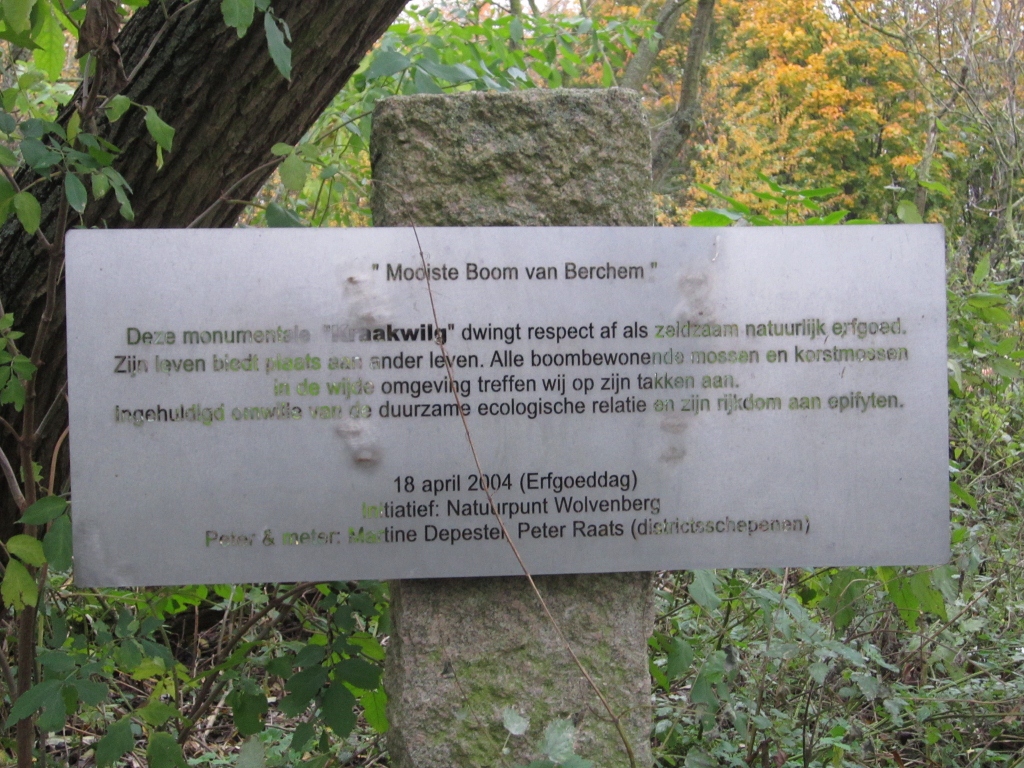 " Mooiste Boom van Berchem "
Deze monumentale "Kraakwilg" dwingt respect af als zeldzaam natuurlijk erfgoed.
Zijn leven biedt plaats aan ander leven. Alle boombewonende mossen en korstmossen
in de wijde omgeving treffen wij op zijn takken aan.
Ingehuldigd omwille van de duurzame ecologische relatie en zijn rijkdom aan epifyten.
18 april 2004 (Erfgoeddag)
Initiatief: Natuurpunt Wolvenberg
Peter & meter: Martine Depester, Peter Raats (districtsschepenen)